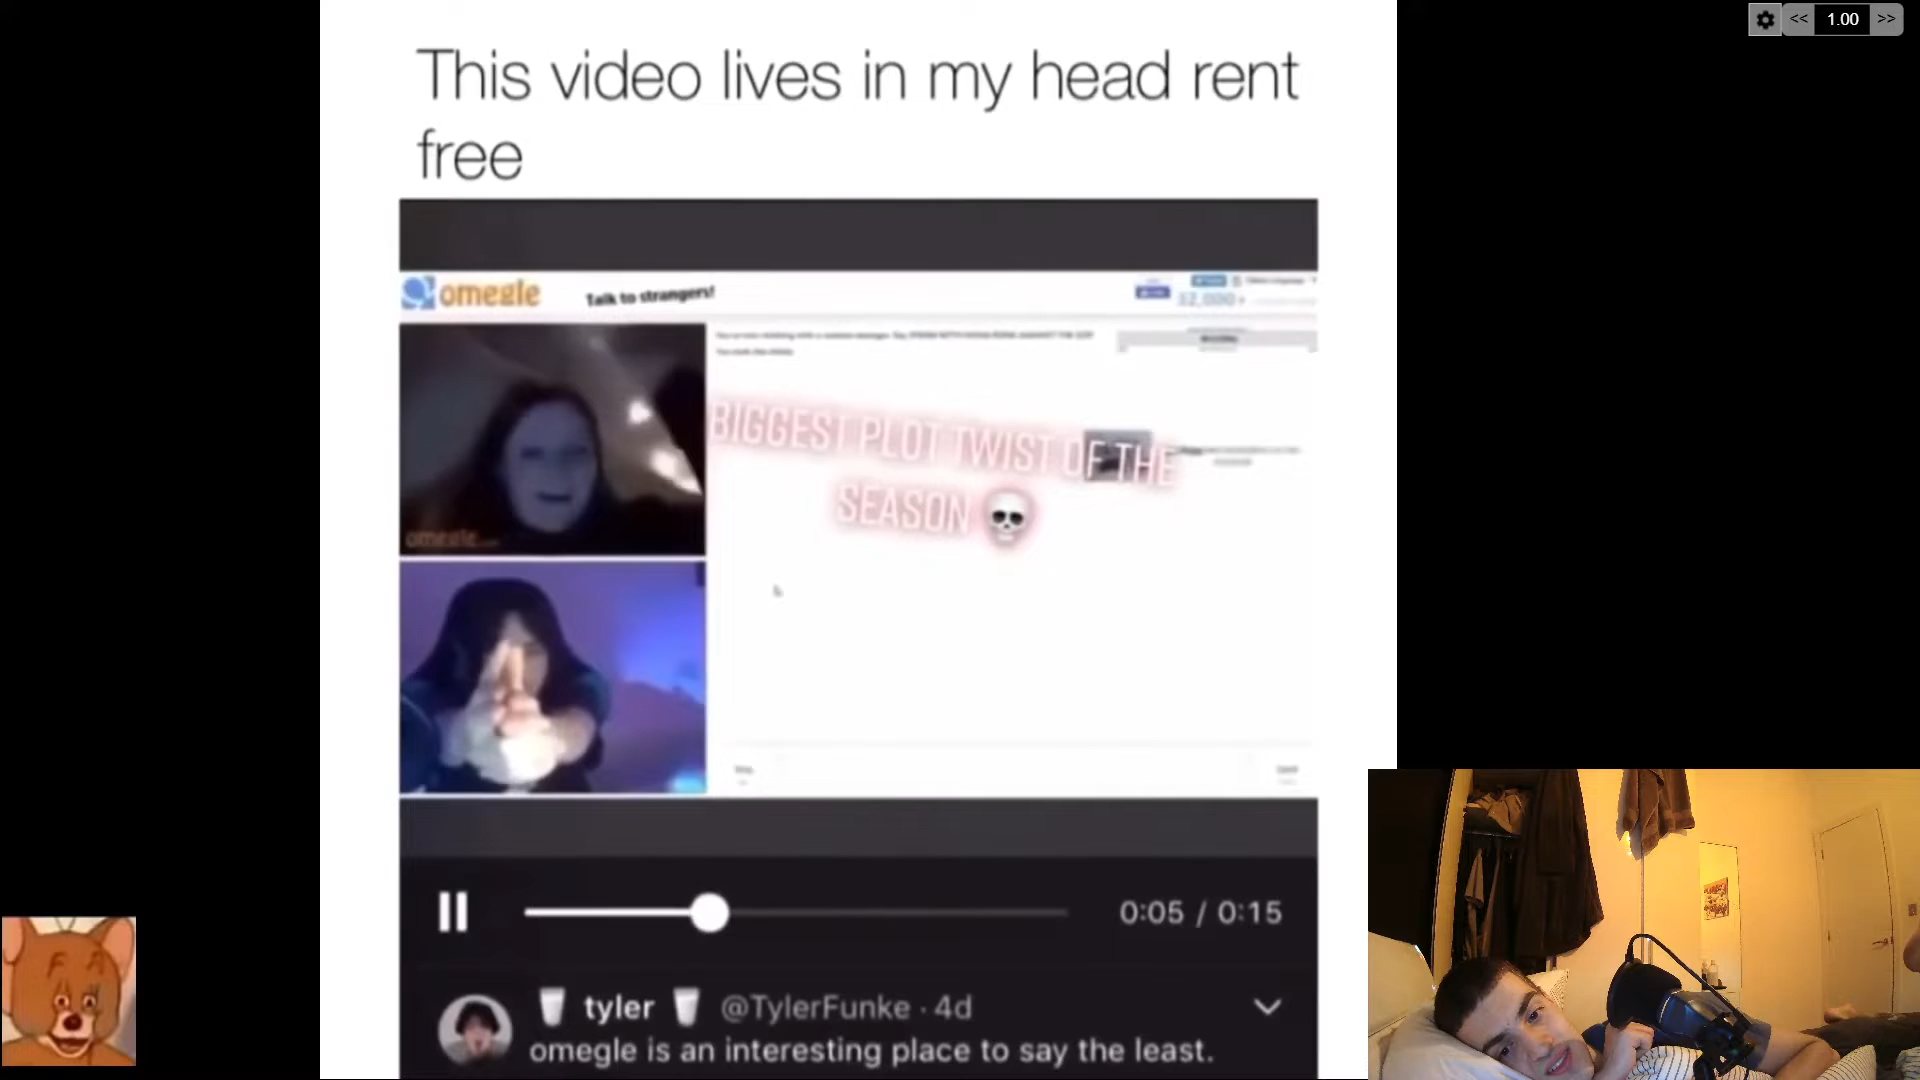 << 1.00 >>
This video lives in my head rent
free
omegle Talk to strangers!
BIGGEST PLOT TWIST OF THE
SEASON 💀
omegle
0:05 / 0:15
🥛 tyler 🥛 @TylerFunke · 4d
omegle is an interesting place to say the least.